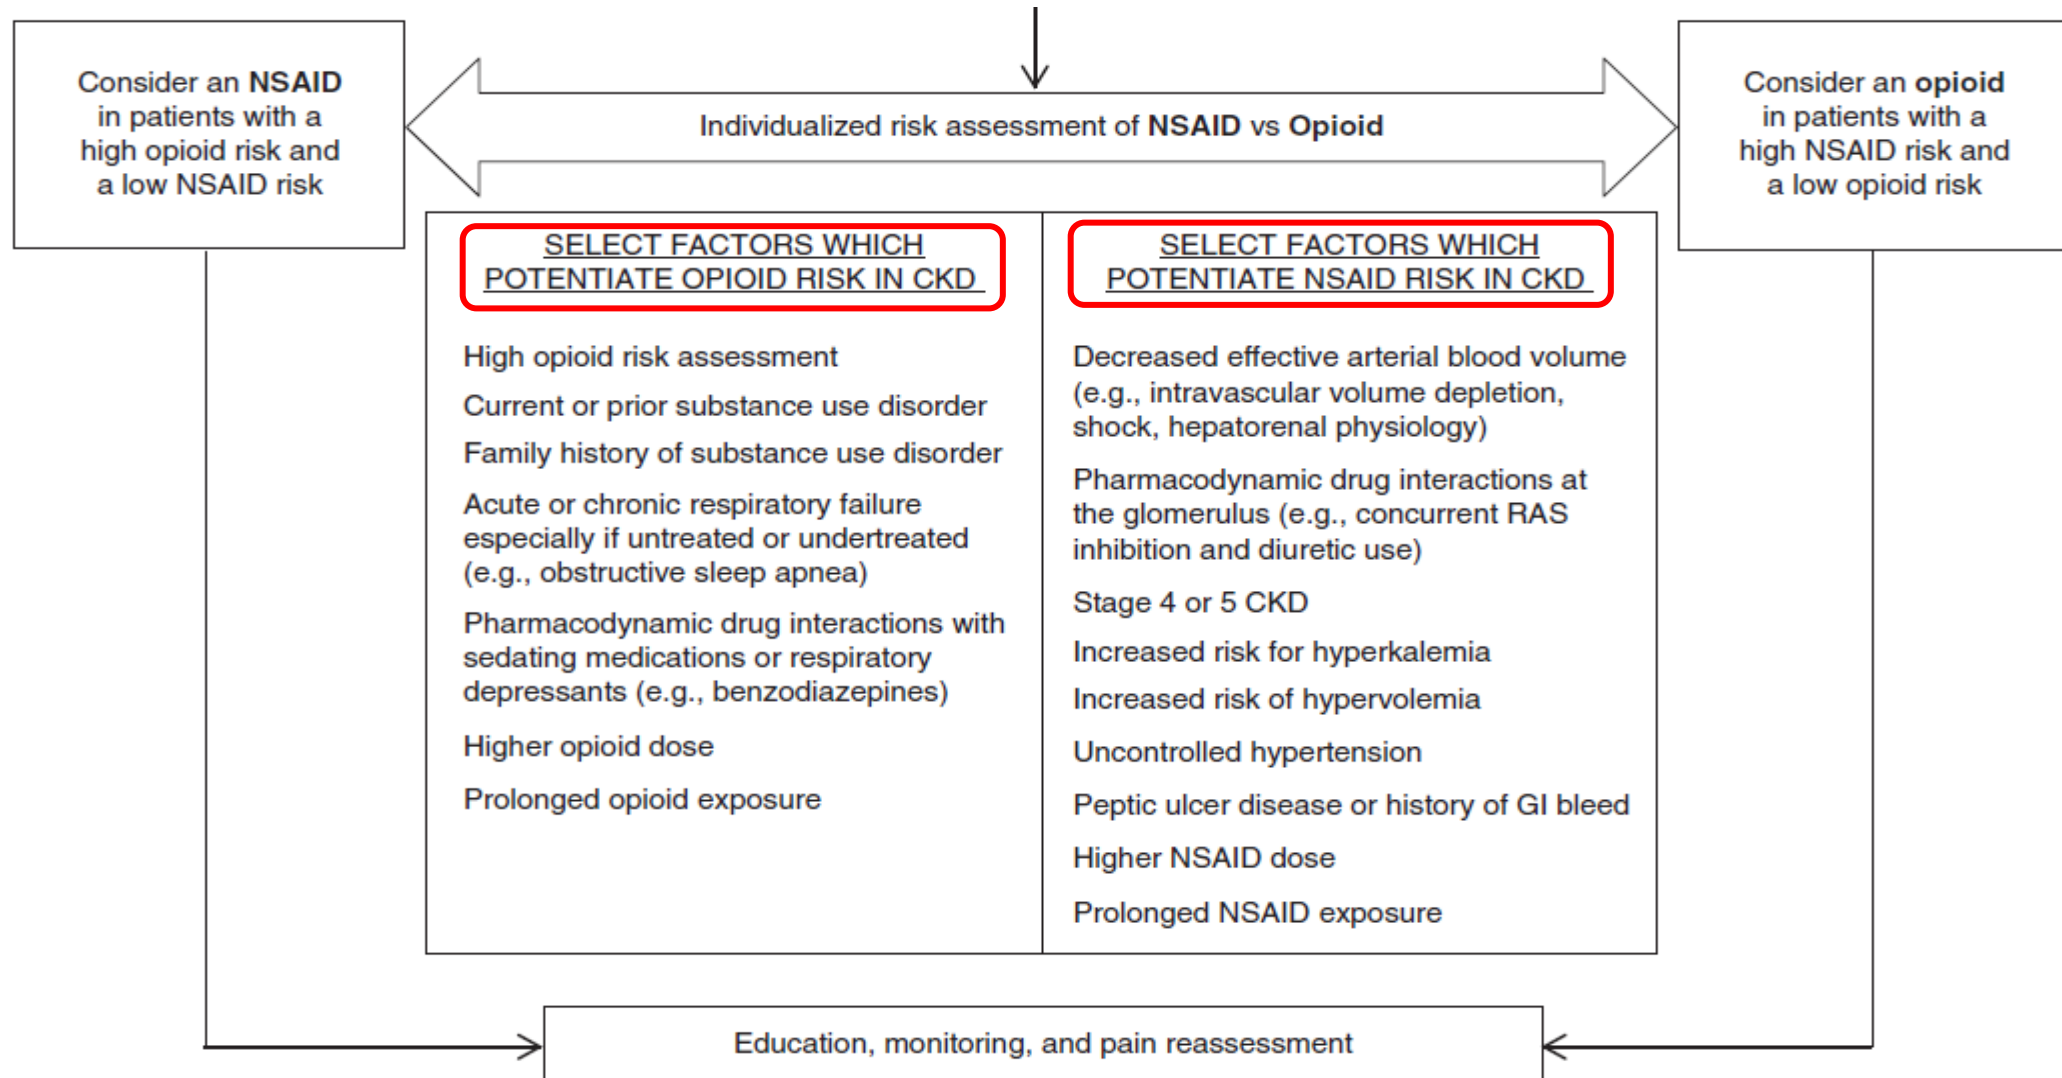 Consider an NSAID
in patients with a
high opioid risk and
a low NSAID risk
Individualized risk assessment of NSAID vs Opioid
Consider an opioid
in patients with a
high NSAID risk and
a low opioid risk
SELECT FACTORS WHICH
POTENTIATE OPIOID RISK IN CKD
High opioid risk assessment
Current or prior substance use disorder
Family history of substance use disorder
Acute or chronic respiratory failure
especially if untreated or undertreated
(e.g., obstructive sleep apnea)
Pharmacodynamic drug interactions with
sedating medications or respiratory
depressants (e.g., benzodiazepines)
Higher opioid dose
Prolonged opioid exposure
SELECT FACTORS WHICH
POTENTIATE NSAID RISK IN CKD
Decreased effective arterial blood volume
(e.g., intravascular volume depletion,
shock, hepatorenal physiology)
Pharmacodynamic drug interactions at
the glomerulus (e.g., concurrent RAS
inhibition and diuretic use)
Stage 4 or 5 CKD
Increased risk for hyperkalemia
Increased risk of hypervolemia
Uncontrolled hypertension
Peptic ulcer disease or history of GI bleed
Higher NSAID dose
Prolonged NSAID exposure
Education, monitoring, and pain reassessment